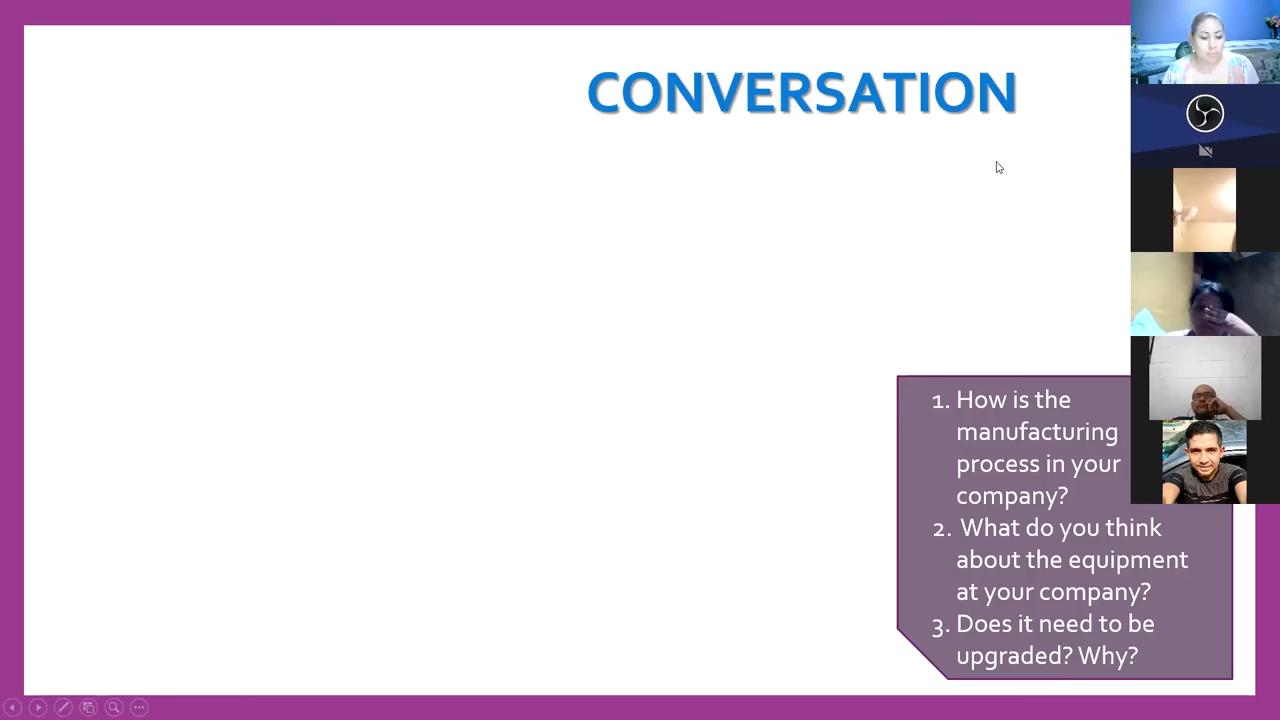 CONVERSATION
1. How is the
manufacturing
process in your
company?
2. What do you think
about the equipment
at your company?
3. Does it need to be
upgraded? Why?